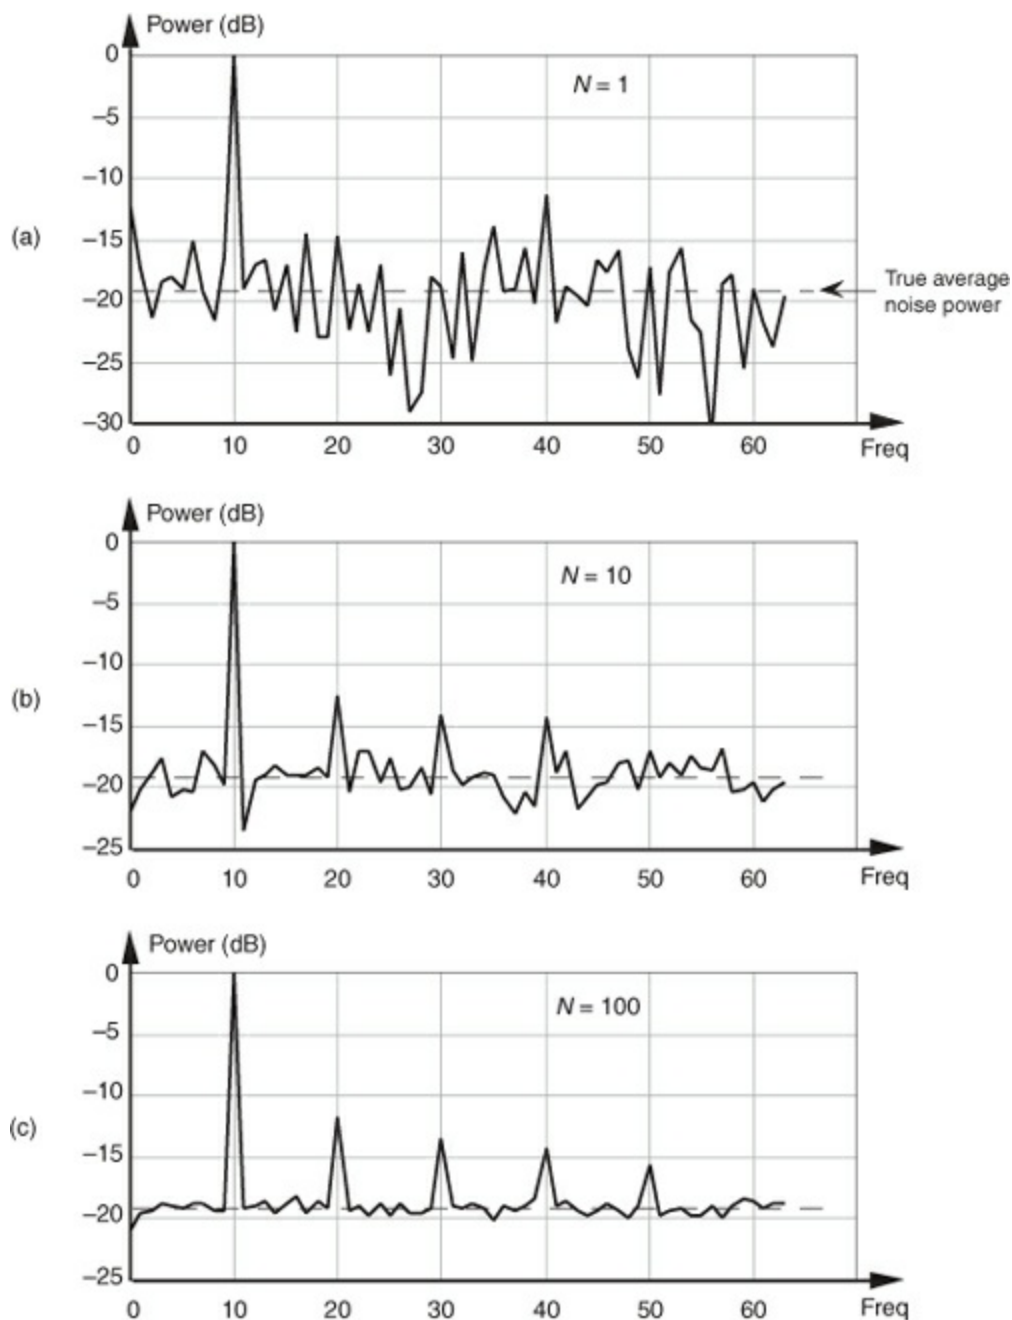 Power (dB)
0
N = 1
–5
–10
(a)
–15
True average
noise power
–20
–25
–30
0 10 20 30 40 50 60 Freq
Power (dB)
0
N = 10
–5
–10
(b)
–15
–20
–25
0 10 20 30 40 50 60 Freq
Power (dB)
0
N = 100
–5
–10
(c)
–15
–20
–25
0 10 20 30 40 50 60 Freq